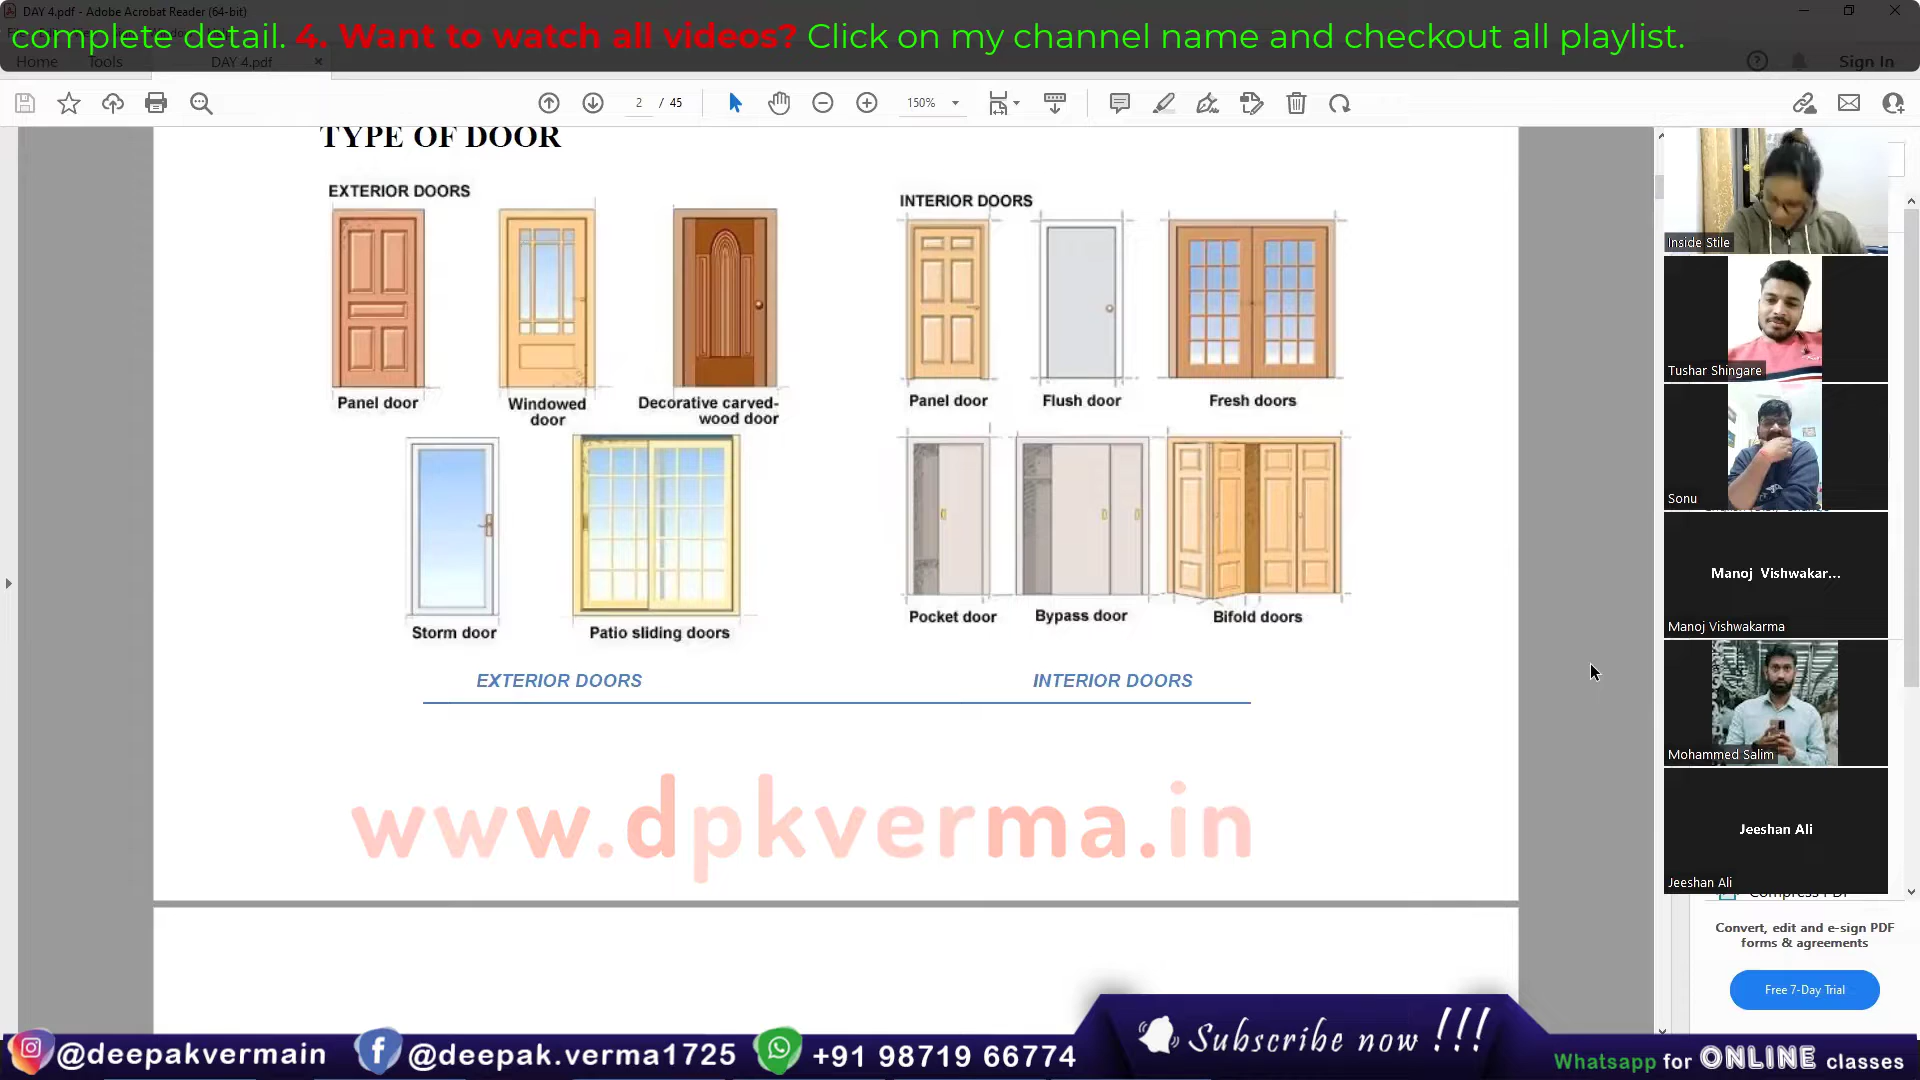 DAY 4.pdf - Adobe Acrobat Reader (64-bit)
complete detail. 4. Want to watch all videos? Click on my channel name and checkout all playlist.
Home Tools DAY 4.pdf Sign In
2 / 45 150%
TYPE OF DOOR
EXTERIOR DOORS
Panel door
Windowed
door
Decorative carved-
wood door
Storm door
Patio sliding doors
EXTERIOR DOORS
INTERIOR DOORS
Panel door
Flush door
Fresh doors
Pocket door
Bypass door
Bifold doors
INTERIOR DOORS
www.dpkverma.in
Inside Stile
Tushar Shingare
Sonu
Manoj Vishwakar...
Manoj Vishwakarma
Mohammed Salim
Jeeshan Ali
Jeeshan Ali
Compress PDF
Convert, edit and e-sign PDF
forms & agreements
Free 7-Day Trial
@deepakvermain @deepak.verma1725 +91 98719 66774
Subscribe now !!!
Whatsapp for ONLINE classes